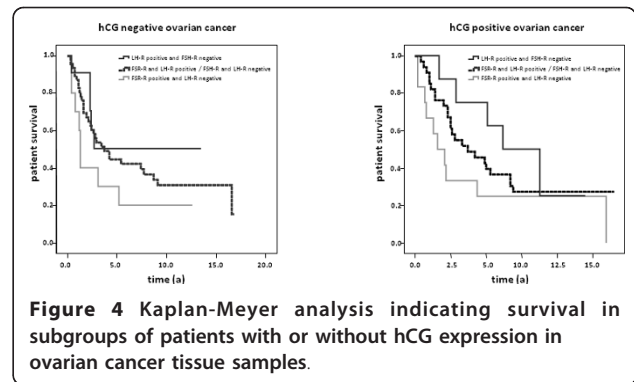 hCG negative ovarian cancer
LH-R positive and FSH-R negative
FSR-R and LH-R positive / FSH-R and LH-R negative
FSR-R positive and LH-R negative
patient survival
1.0
0.8
0.6
0.4
0.2
0.0
0.0 5.0 10.0 15.0 20.0
time (a)
hCG positive ovarian cancer
LH-R positive and FSH-R negative
FSR-R and LH-R positive / FSH-R and LH-R negative
FSR-R positive and LH-R negative
patient survival
1.0
0.8
0.6
0.4
0.2
0.0
0.0 2.5 5.0 7.5 10.0 12.5 15.0
time (a)
Figure 4 Kaplan-Meyer analysis indicating survival in
subgroups of patients with or without hCG expression in
ovarian cancer tissue samples.